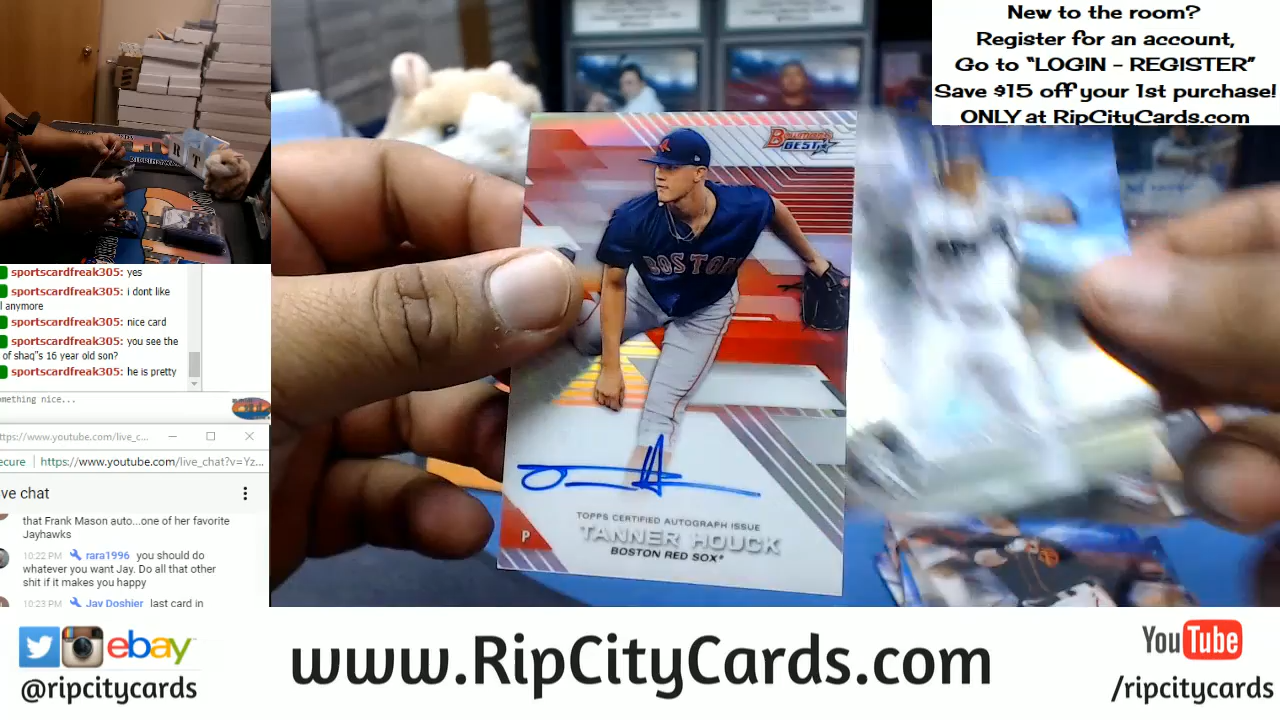 New to the room?
Register for an account,
Go to “LOGIN - REGISTER”
Save $15 off your 1st purchase!
ONLY at RipCityCards.com
sportscardfreak305: yes
sportscardfreak305: i dont like
anymore
sportscardfreak305: nice card
sportscardfreak305: you see the
of shaq"s 16 year old son?
sportscardfreak305: he is pretty
nice...
https://www.youtube.com/live_c...
https://www.youtube.com/live_chat?v=Yz...
chat
that Frank Mason auto...one of her favorite
Jayhawks
10:22 PM rara1996 you should do
whatever you want Jay. Do all that other
shit if it makes you happy
10:23 PM Jay Doshier last card in
BEST
BOSTON
TOPPS CERTIFIED AUTOGRAPH ISSUE
P
TANNER HOUCK
BOSTON RED SOX
ebay
@ripcitycards
www.RipCityCards.com
YouTube
/ripcitycards